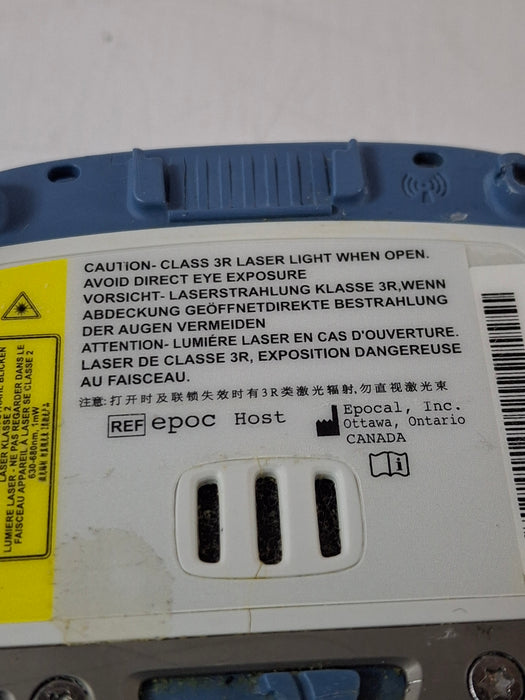 CAUTION- CLASS 3R LASER LIGHT WHEN OPEN.
AVOID DIRECT EYE EXPOSURE
VORSICHT- LASERSTRAHLUNG KLASSE 3R,WENN
ABDECKUNG GEÖFFNETDIREKTE BESTRAHLUNG
DER AUGEN VERMEIDEN
ATTENTION- LUMIÉRE LASER EN CAS D'OUVERTURE.
LASER DE CLASSE 3R, EXPOSITION DANGEREUSE
AU FAISCEAU.
注意:打开时及联锁失效时有3R类激光辐射,勿直视激光束
REF epoc Host
Epocal, Inc.
Ottawa, Ontario
CANADA
BLICKEN
LASER KLASSE 2
LUMIERE LASER - NE PAS REGARDER DANS LE
FAISCEAU APPAREIL A LASER SE CLASSE 2
630-680nm, 1mW